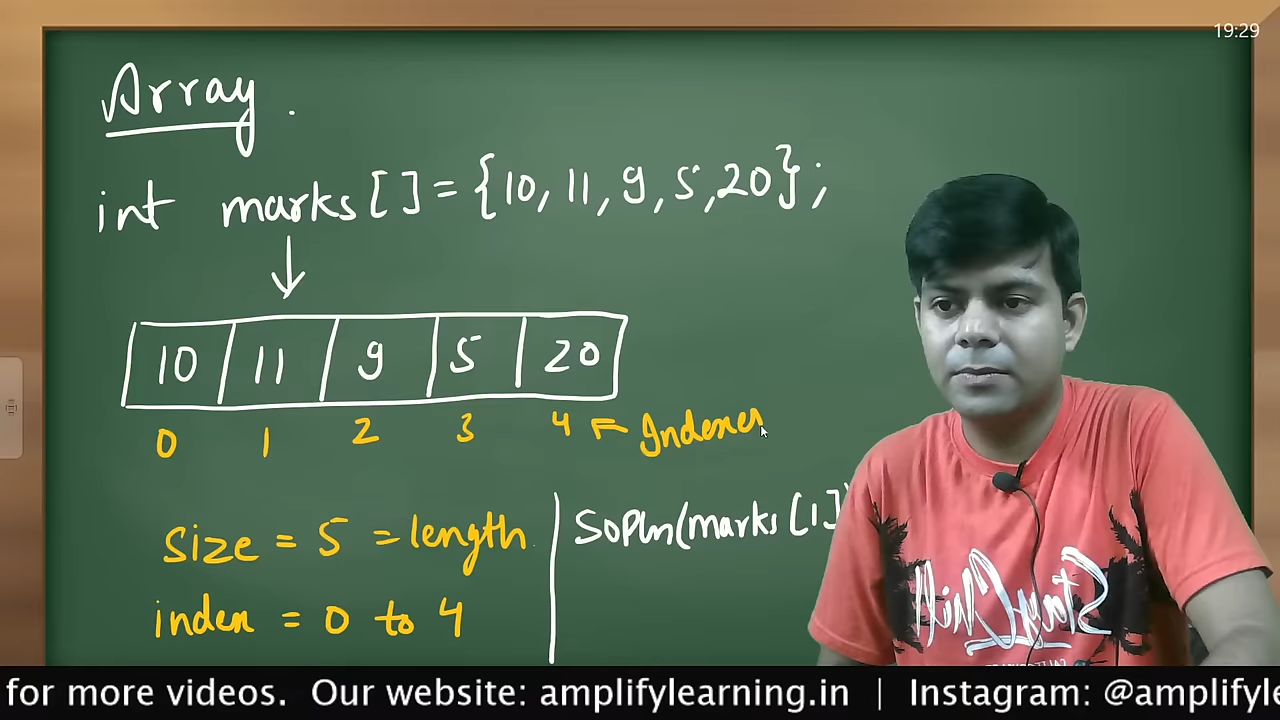 19:29
Array.
int marks[] = {10, 11, 9, 5, 20};
10 11 9 5 20
0 1 2 3 4 ← Indexes
Size = 5 = length
index = 0 to 4
SoPln(marks[1])
Stay Chill
for more videos. Our website: amplifylearning.in | Instagram: @amplifyle